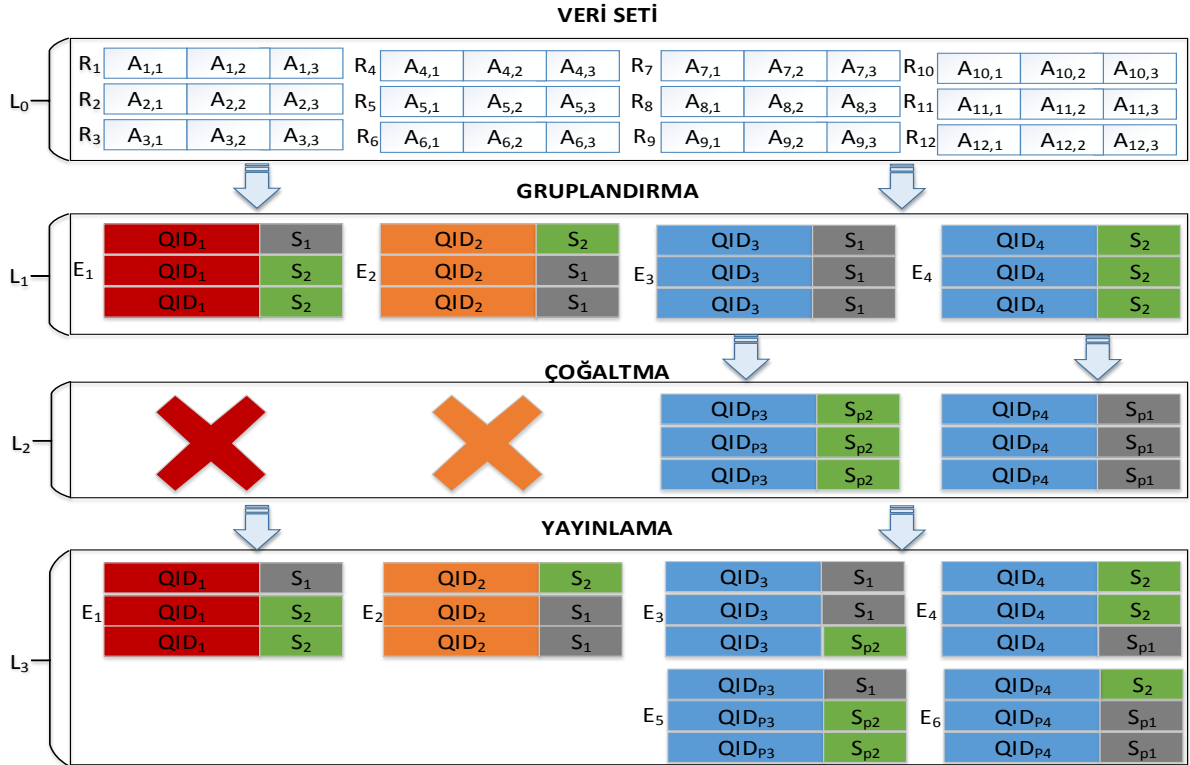 VERİ SETİ
L0
R1 A1,1 A1,2 A1,3 R4 A4,1 A4,2 A4,3 R7 A7,1 A7,2 A7,3 R10 A10,1 A10,2 A10,3
R2 A2,1 A2,2 A2,3 R5 A5,1 A5,2 A5,3 R8 A8,1 A8,2 A8,3 R11 A11,1 A11,2 A11,3
R3 A3,1 A3,2 A3,3 R6 A6,1 A6,2 A6,3 R9 A9,1 A9,2 A9,3 R12 A12,1 A12,2 A12,3
GRUPLANDIRMA
L1
QID1 S1 QID2 S2 QID3 S1 QID4 S2
E1 QID1 S2 E2 QID2 S1 E3 QID3 S1 E4 QID4 S2
QID1 S2 QID2 S1 QID3 S1 QID4 S2
ÇOĞALTMA
L2
QIDP3 Sp2 QIDP4 Sp1
QIDP3 Sp2 QIDP4 Sp1
QIDP3 Sp2 QIDP4 Sp1
YAYINLAMA
L3
QID1 S1 QID2 S2 QID3 S1 QID4 S2
E1 QID1 S2 E2 QID2 S1 E3 QID3 S1 E4 QID4 S2
QID1 S2 QID2 S1 QID3 Sp2 QID4 Sp1
QIDP3 S1 QIDP4 S2
E5 QIDP3 Sp2 E6 QIDP4 Sp1
QIDP3 Sp2 QIDP4 Sp1